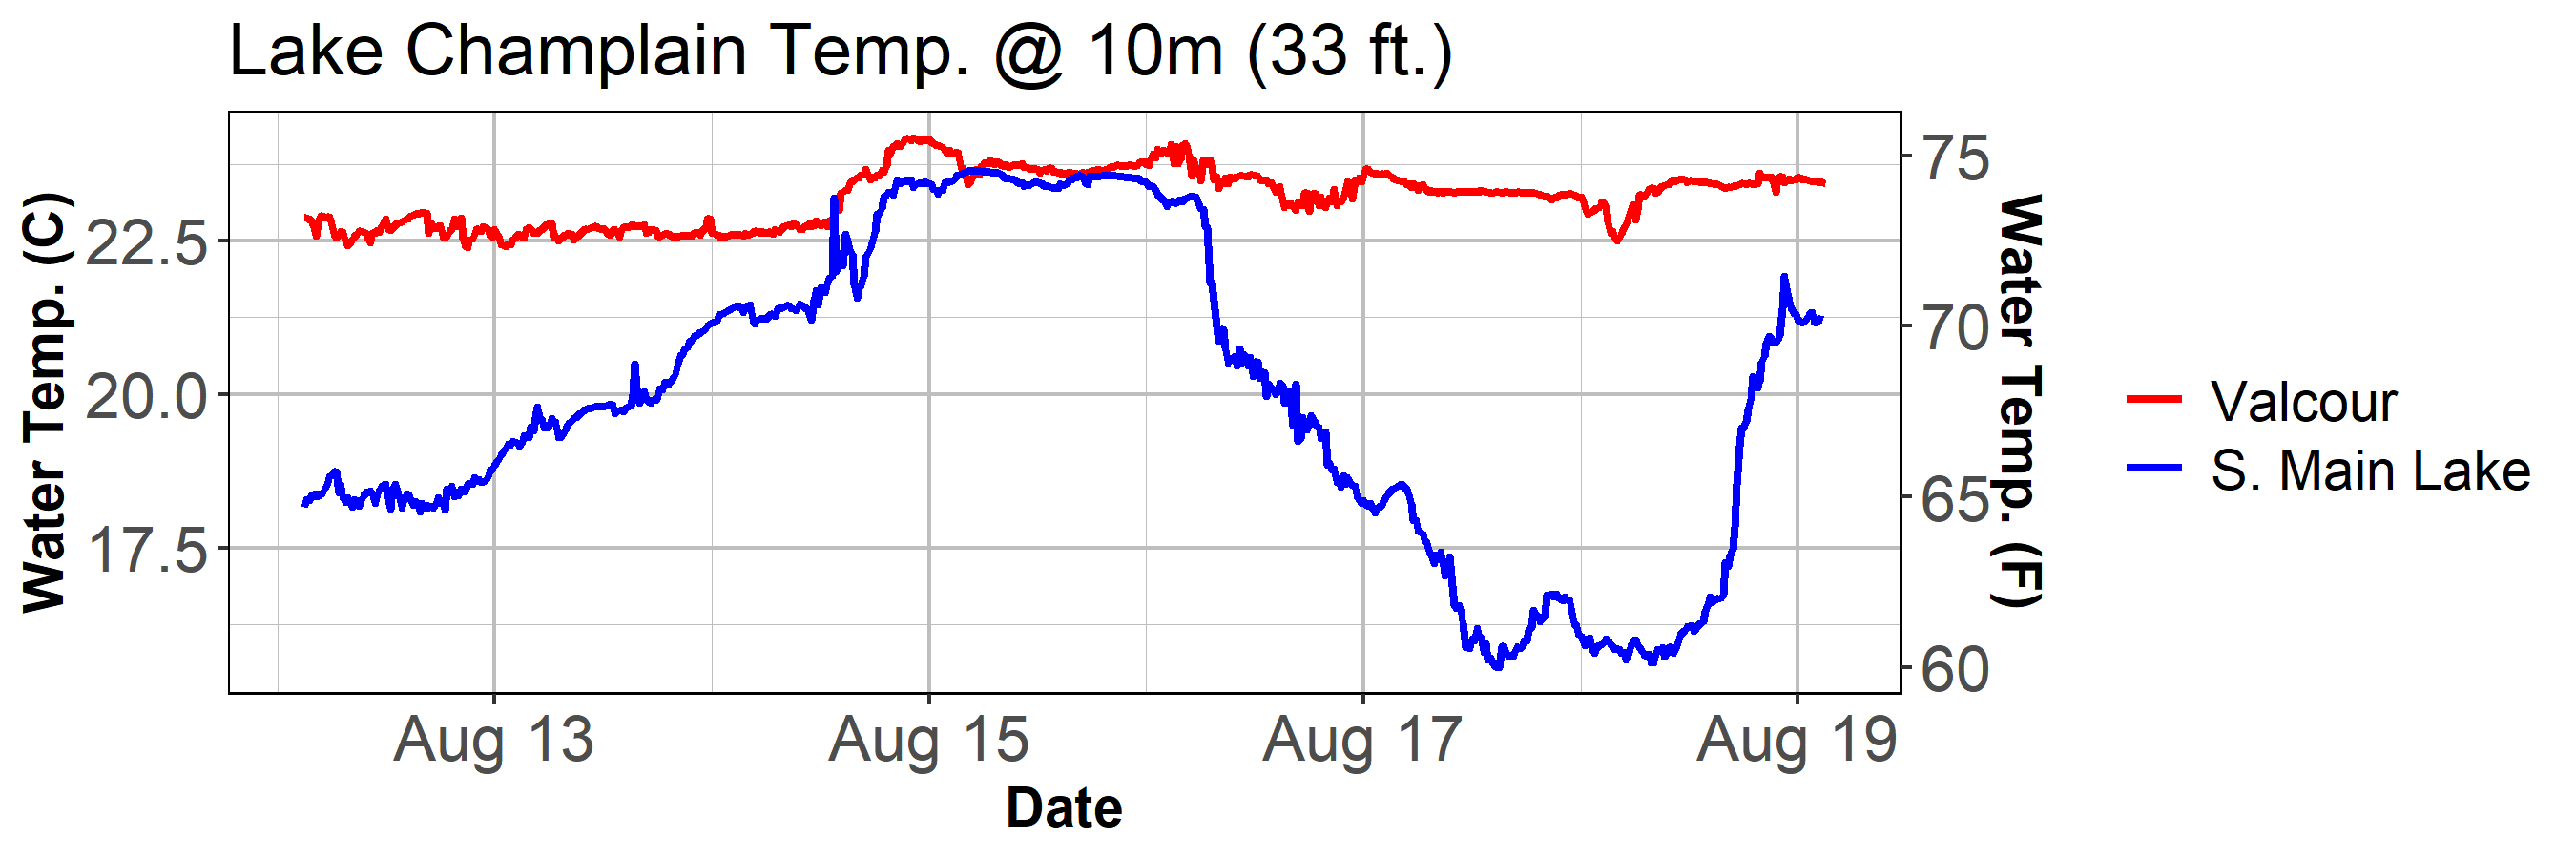 Lake Champlain Temp. @ 10m (33 ft.)
Water Temp. (C)
22.5
20.0
17.5
75
70
65
60
Water Temp. (F)
Aug 13
Aug 15
Aug 17
Aug 19
Date
Valcour
S. Main Lake